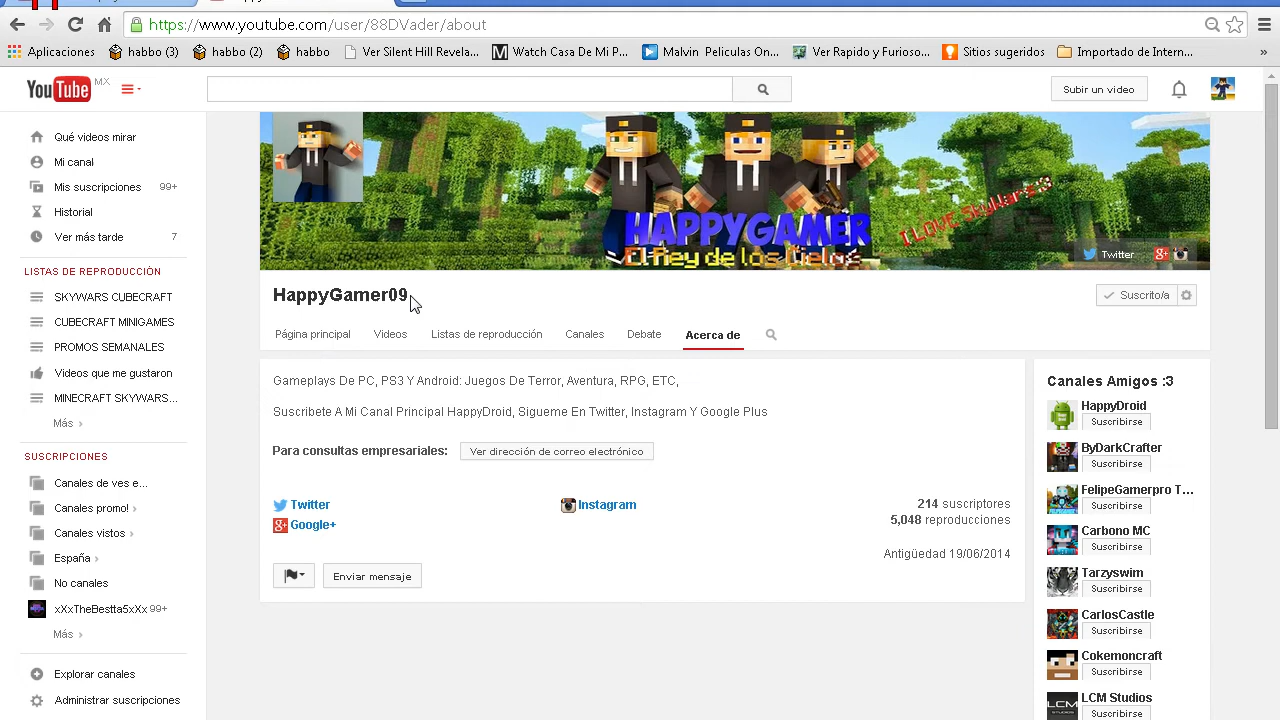 https://www.youtube.com/user/88DVader/about
Aplicaciones habbo (3) habbo (2) habbo Ver Silent Hill Revela... Watch Casa De Mi P... Malvin Peliculas On... Ver Rapido y Furioso... Sitios sugeridos Importado de Intern... »
YouTube MX
Subir un video
Qué videos mirar
Mi canal
Mis suscripciones 99+
Historial
Ver más tarde 7
LISTAS DE REPRODUCCIÓN
SKYWARS CUBECRAFT
CUBECRAFT MINIGAMES
PROMOS SEMANALES
Videos que me gustaron
MINECRAFT SKYWARS...
Más ›
SUSCRIPCIONES
Canales de ves e...
Canales promo! ›
Canales vistos ›
España ›
No canales
xXxTheBestta5xXx 99+
Más ›
Explorar canales
Administrar suscripciones
HAPPYGAMER
El Rey de los Cielos
I LOVE SkyWars:3
Twitter
HappyGamer09
Suscrito/a
Página principal Videos Listas de reproducción Canales Debate Acerca de
Gameplays De PC, PS3 Y Android: Juegos De Terror, Aventura, RPG, ETC,
Suscribete A Mi Canal Principal HappyDroid, Sigueme En Twitter, Instagram Y Google Plus
Para consultas empresariales: Ver dirección de correo electrónico
Twitter
Google+
Instagram
214 suscriptores
5,048 reproducciones
Antigüedad 19/06/2014
Enviar mensaje
Canales Amigos :3
HappyDroid
Suscribirse
ByDarkCrafter
Suscribirse
FelipeGamerpro T...
Suscribirse
Carbono MC
Suscribirse
Tarzyswim
Suscribirse
CarlosCastle
Suscribirse
Cokemoncraft
Suscribirse
LCM Studios
Suscribirse